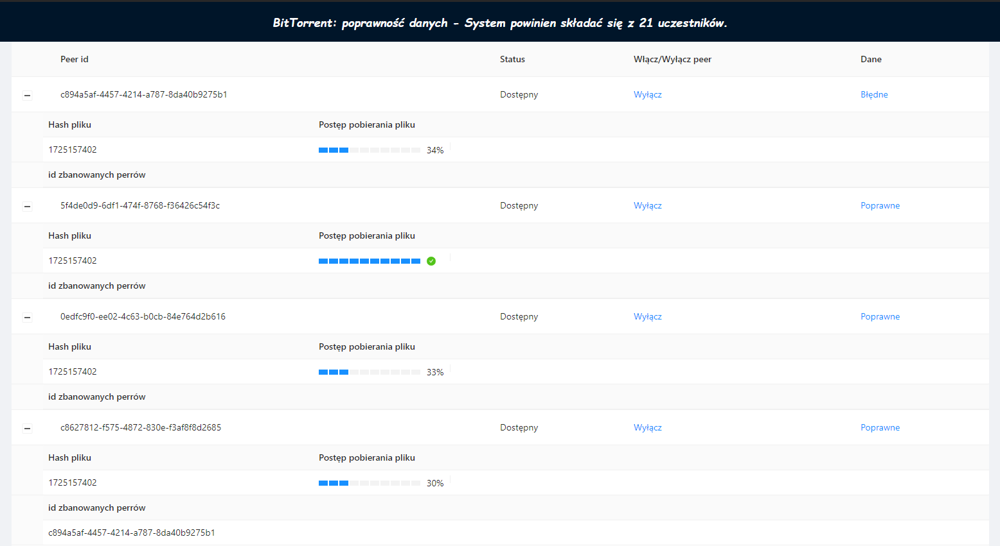 BitTorrent: poprawność danych - System powinien składać się z 21 uczestników.
Peer id Status Włącz/Wyłącz peer Dane
c894a5af-4457-4214-a787-8da40b9275b1 Dostępny Wyłącz Błędne
Hash pliku Postęp pobierania pliku
1725157402 34%
id zbanowanych perrów
5f4de0d9-6df1-474f-8768-f36426c54f3c Dostępny Wyłącz Poprawne
Hash pliku Postęp pobierania pliku
1725157402
id zbanowanych perrów
0edfc9f0-ee02-4c63-b0cb-84e764d2b616 Dostępny Wyłącz Poprawne
Hash pliku Postęp pobierania pliku
1725157402 33%
id zbanowanych perrów
c8627812-f575-4872-830e-f3af8f8d2685 Dostępny Wyłącz Poprawne
Hash pliku Postęp pobierania pliku
1725157402 30%
id zbanowanych perrów
c894a5af-4457-4214-a787-8da40b9275b1